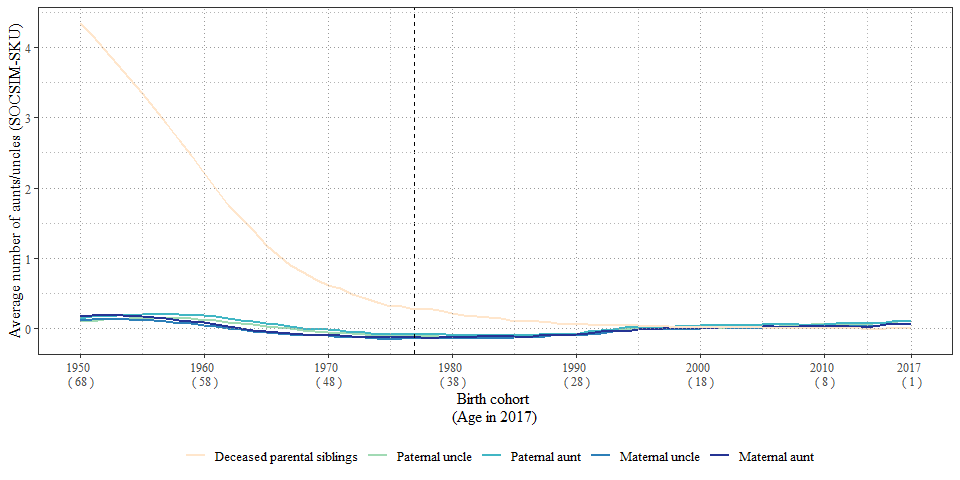 Average number of aunts/uncles (SOCSIM-SKU)
4
3
2
1
0
1950 1960 1970 1980 1990 2000 2010 2017
( 68 ) ( 58 ) ( 48 ) ( 38 ) ( 28 ) ( 18 ) ( 8 ) ( 1 )
Birth cohort
(Age in 2017)
Deceased parental siblings Paternal uncle Paternal aunt Maternal uncle Maternal aunt